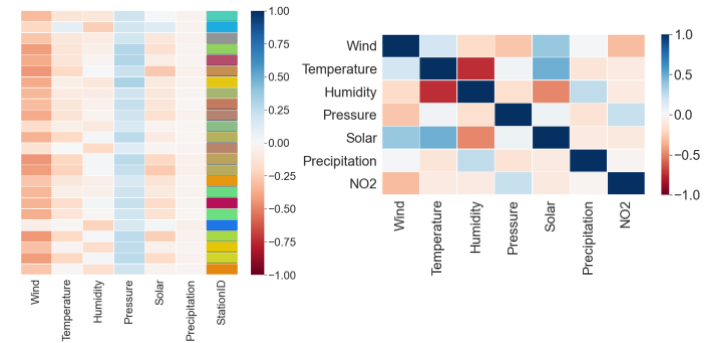 1.00
0.75
0.50
0.25
0.00
−0.25
−0.50
−0.75
−1.00
Wind
Temperature
Humidity
Pressure
Solar
Precipitation
StationID
Wind
Temperature
Humidity
Pressure
Solar
Precipitation
NO2
1.0
0.5
0.0
−0.5
−1.0
Wind
Temperature
Humidity
Pressure
Solar
Precipitation
NO2